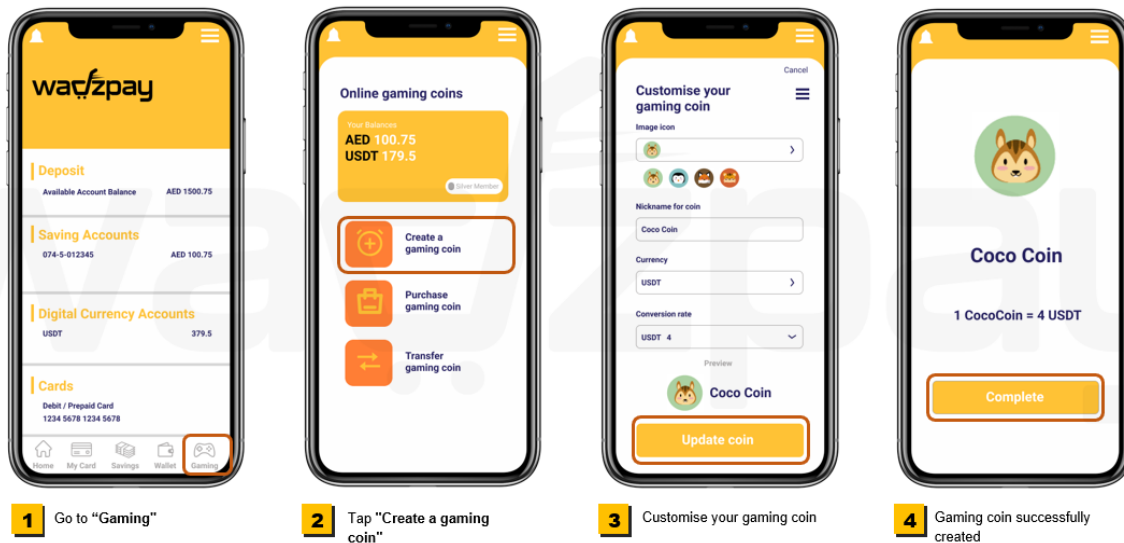 wadzpay
Deposit
Available Account Balance AED 1500.75
Saving Accounts
074-5-012345 AED 100.75
Digital Currency Accounts
USDT 379.5
Cards
Debit / Prepaid Card
1234 5678 1234 5678
Home My Card Savings Wallet Gaming
1 Go to “Gaming"
Online gaming coins
Your Balances
AED 100.75
USDT 179.5
Silver Member
Create a
gaming coin
Purchase
gaming coin
Transfer
gaming coin
2 Tap "Create a gaming
coin"
Cancel
Customise your
gaming coin
Image icon
Nickname for coin
Coco Coin
Currency
USDT
Conversion rate
USDT 4
Preview
Coco Coin
Update coin
3 Customise your gaming coin
Coco Coin
1 CocoCoin = 4 USDT
Complete
4 Gaming coin successfully
created
wadzpay